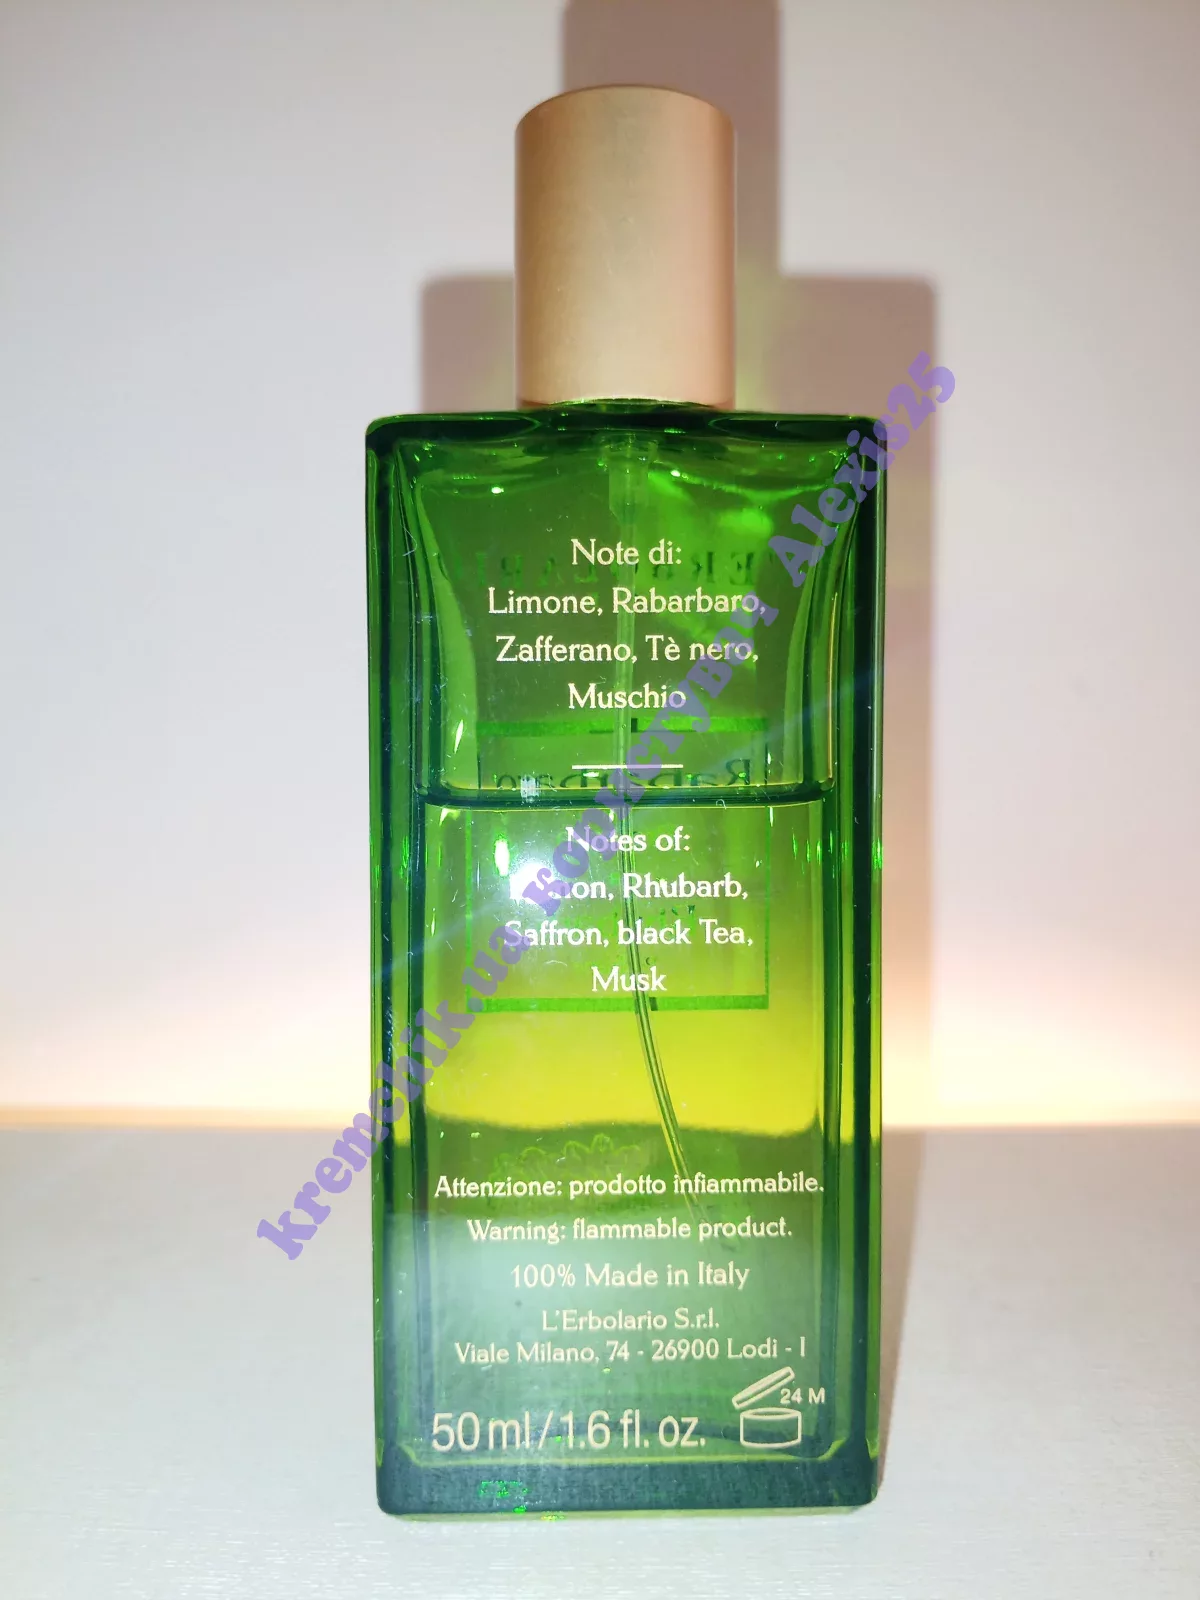 Note di:
Limone, Rabarbaro,
Zafferano, Tè nero,
Muschio
Rabarbaro
Notes of:
Rhubarb,
Saffron, black Tea,
Musk
Attenzione: prodotto infiammabile.
Warning: flammable product.
100% Made in Italy
L'Erbolario S.r.l.
Viale Milano, 74 - 26900 Lodi - I
24 M
50 ml / 1.6 fl. oz.
kremchik.ua користувач Alexis25